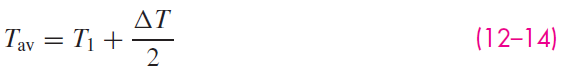 T_av = T_1 + ΔT/2 (12–14)